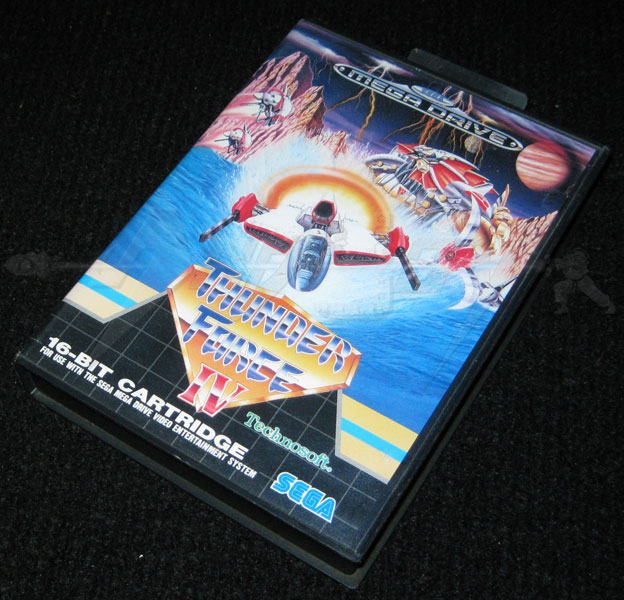 MEGA DRIVE
THUNDER
FORCE
IV
Technosoft.
16-BIT CARTRIDGE
FOR USE WITH THE SEGA MEGA DRIVE VIDEO ENTERTAINMENT SYSTEM
SEGA